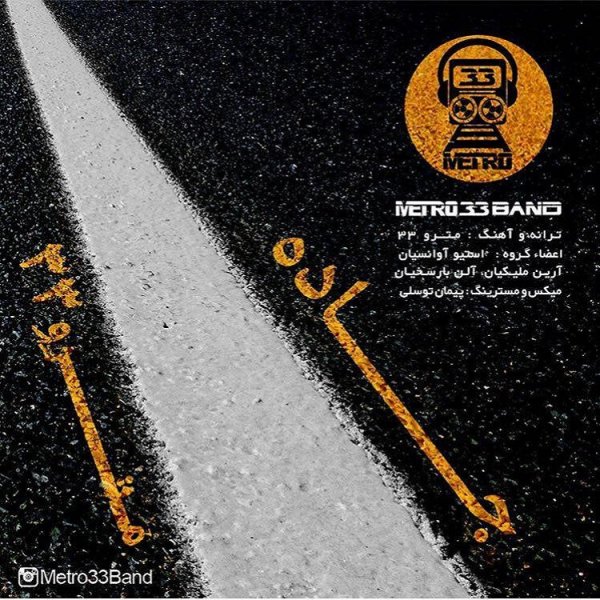 33
METRO
METRO 33 BAND
ترانه و آهنگ : مترو ۳۳
اعضاء گروه : استیو آوانسیان
آرین ملیکیان، آلن بارسخیان
میکس و مسترینگ : پیمان توسلی
جاده
مترو ۳۳
Metro33Band